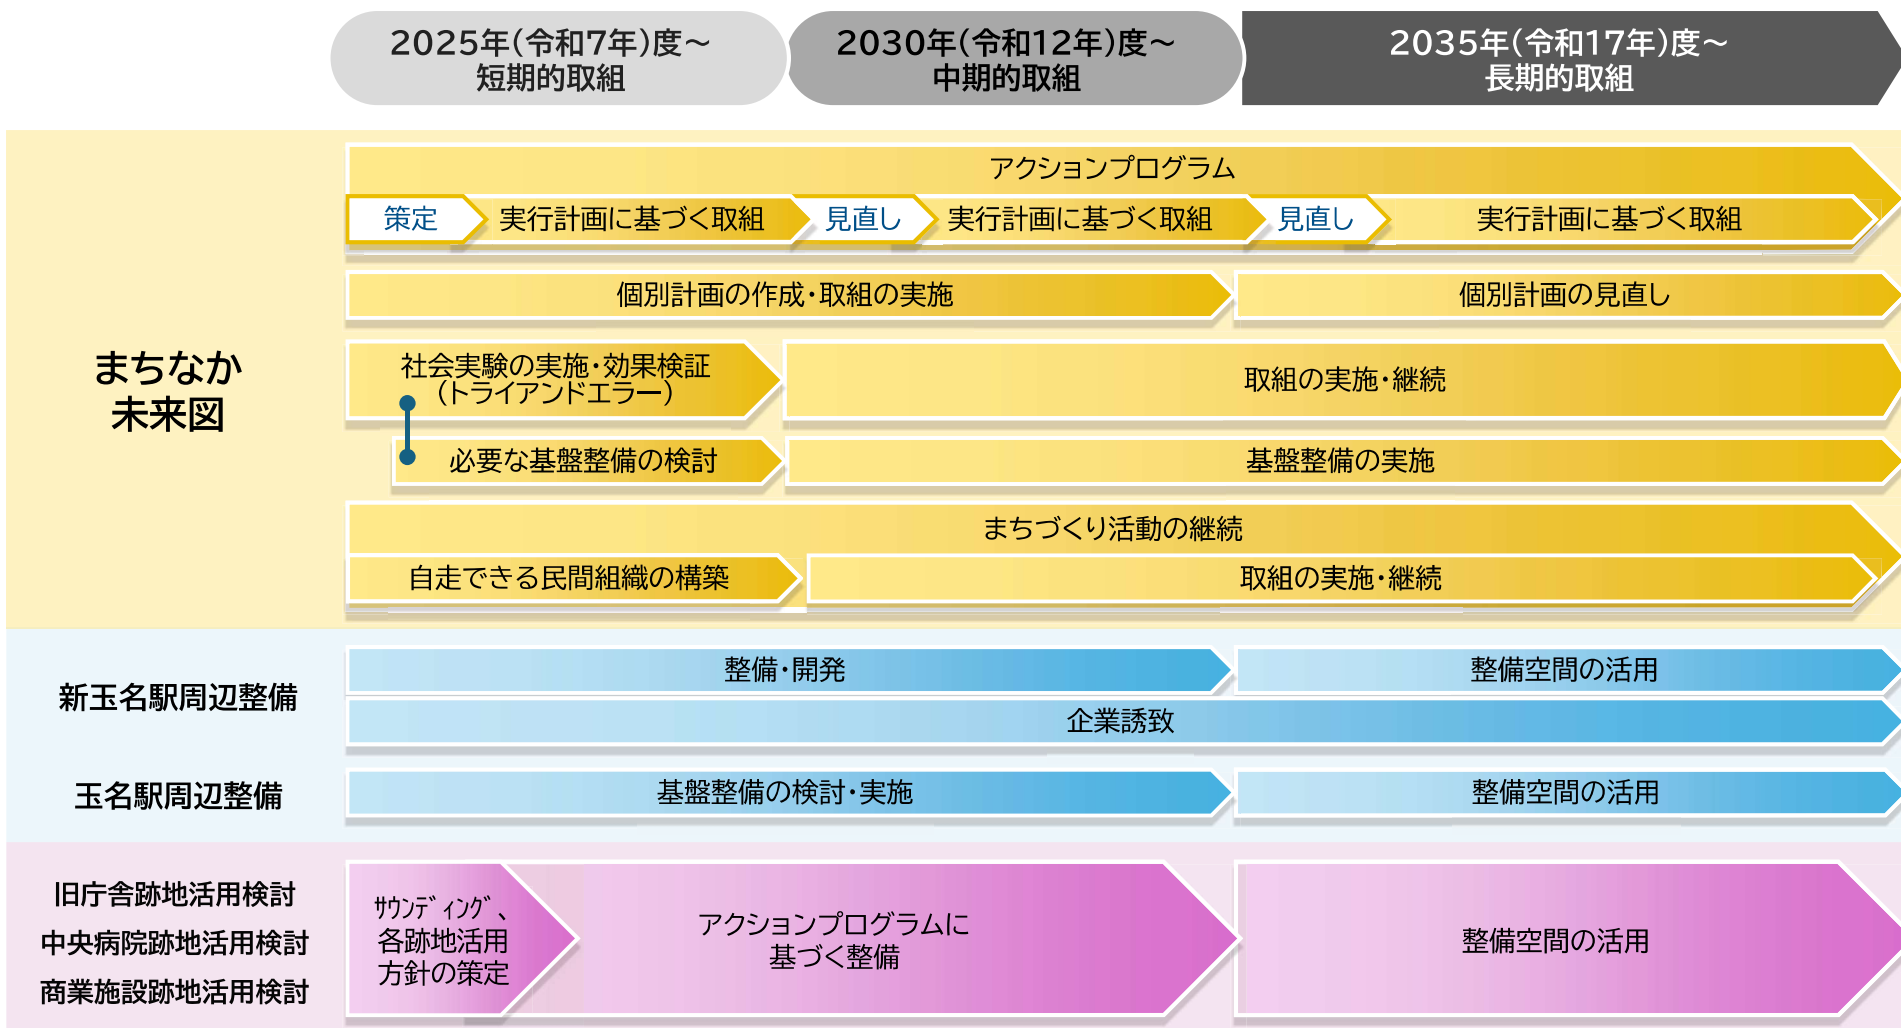 2025年(令和7年)度～
短期的取組
2030年(令和12年)度～
中期的取組
2035年(令和17年)度～
長期的取組
まちなか
未来図
アクションプログラム
策定
実行計画に基づく取組
見直し
実行計画に基づく取組
見直し
実行計画に基づく取組
個別計画の作成・取組の実施
個別計画の見直し
社会実験の実施・効果検証
(トライアンドエラー)
取組の実施・継続
必要な基盤整備の検討
基盤整備の実施
まちづくり活動の継続
自走できる民間組織の構築
取組の実施・継続
新玉名駅周辺整備
整備・開発
整備空間の活用
企業誘致
玉名駅周辺整備
基盤整備の検討・実施
整備空間の活用
旧庁舎跡地活用検討
中央病院跡地活用検討
商業施設跡地活用検討
ｻｳﾝﾃﾞｨﾝｸﾞ、
各跡地活用
方針の策定
アクションプログラムに
基づく整備
整備空間の活用